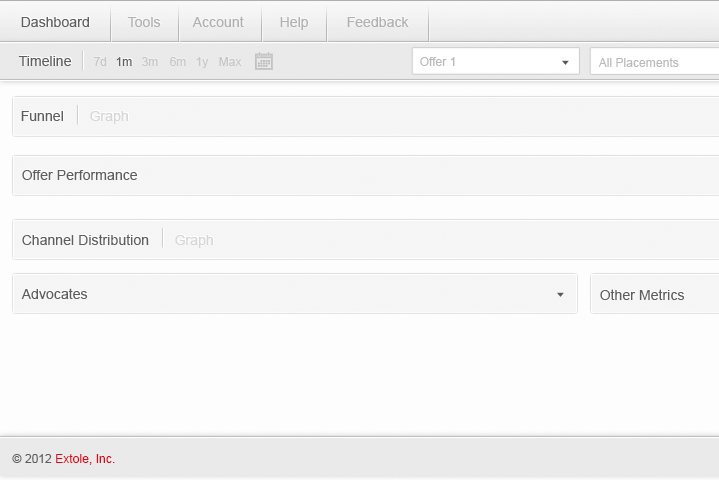 Dashboard Tools Account Help Feedback
Timeline 7d 1m 3m 6m 1y Max Offer 1 All Placements
Funnel Graph
Offer Performance
Channel Distribution Graph
Advocates Other Metrics
© 2012 Extole, Inc.